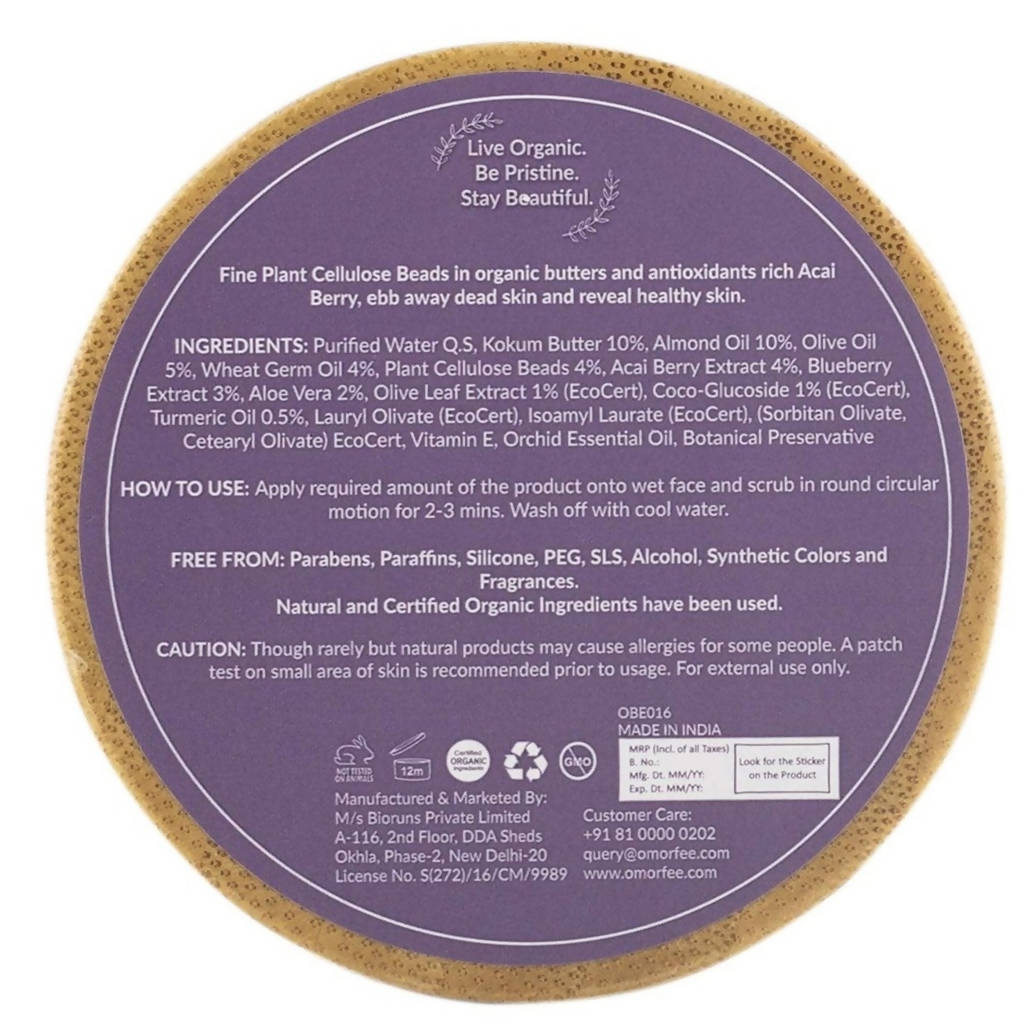 Live Organic.
Be Pristine.
Stay Beautiful.
Fine Plant Cellulose Beads in organic butters and antioxidants rich Acai
Berry, ebb away dead skin and reveal healthy skin.
INGREDIENTS: Purified Water Q.S, Kokum Butter 10%, Almond Oil 10%, Olive Oil
5%, Wheat Germ Oil 4%, Plant Cellulose Beads 4%, Acai Berry Extract 4%, Blueberry
Extract 3%, Aloe Vera 2%, Olive Leaf Extract 1% (EcoCert), Coco-Glucoside 1% (EcoCert),
Turmeric Oil 0.5%, Lauryl Olivate (EcoCert), Isoamyl Laurate (EcoCert), (Sorbitan Olivate,
Cetearyl Olivate) EcoCert, Vitamin E, Orchid Essential Oil, Botanical Preservative
HOW TO USE: Apply required amount of the product onto wet face and scrub in round circular
motion for 2-3 mins. Wash off with cool water.
FREE FROM: Parabens, Paraffins, Silicone, PEG, SLS, Alcohol, Synthetic Colors and
Fragrances.
Natural and Certified Organic Ingredients have been used.
CAUTION: Though rarely but natural products may cause allergies for some people. A patch
test on small area of skin is recommended prior to usage. For external use only.
OBE016
MADE IN INDIA
MRP (Incl. of all Taxes)
B. No.:
Mfg. Dt. MM/YY:
Exp. Dt. MM/YY:
Look for the Sticker
on the Product
NOT TESTED
ON ANIMALS
12m
Certified
ORGANIC
Ingredients
GMO
Manufactured & Marketed By:
M/s Bioruns Private Limited
A-116, 2nd Floor, DDA Sheds
Okhla, Phase-2, New Delhi-20
License No. S(272)/16/CM/9989
Customer Care:
+91 81 0000 0202
query@omorfee.com
www.omorfee.com